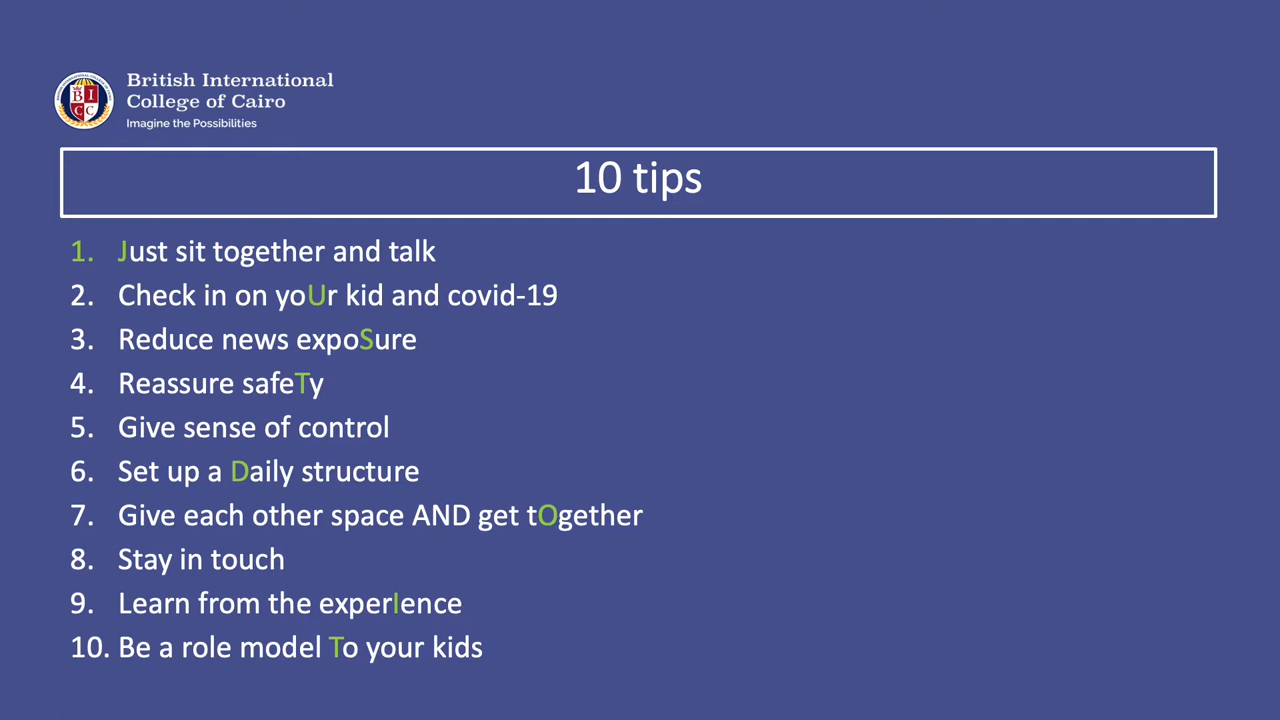 British International
College of Cairo
Imagine the Possibilities
B I
C C
10 tips
1. Just sit together and talk
2. Check in on yoUr kid and covid-19
3. Reduce news expoSure
4. Reassure safeTy
5. Give sense of control
6. Set up a Daily structure
7. Give each other space AND get tOgether
8. Stay in touch
9. Learn from the experIence
10. Be a role model To your kids